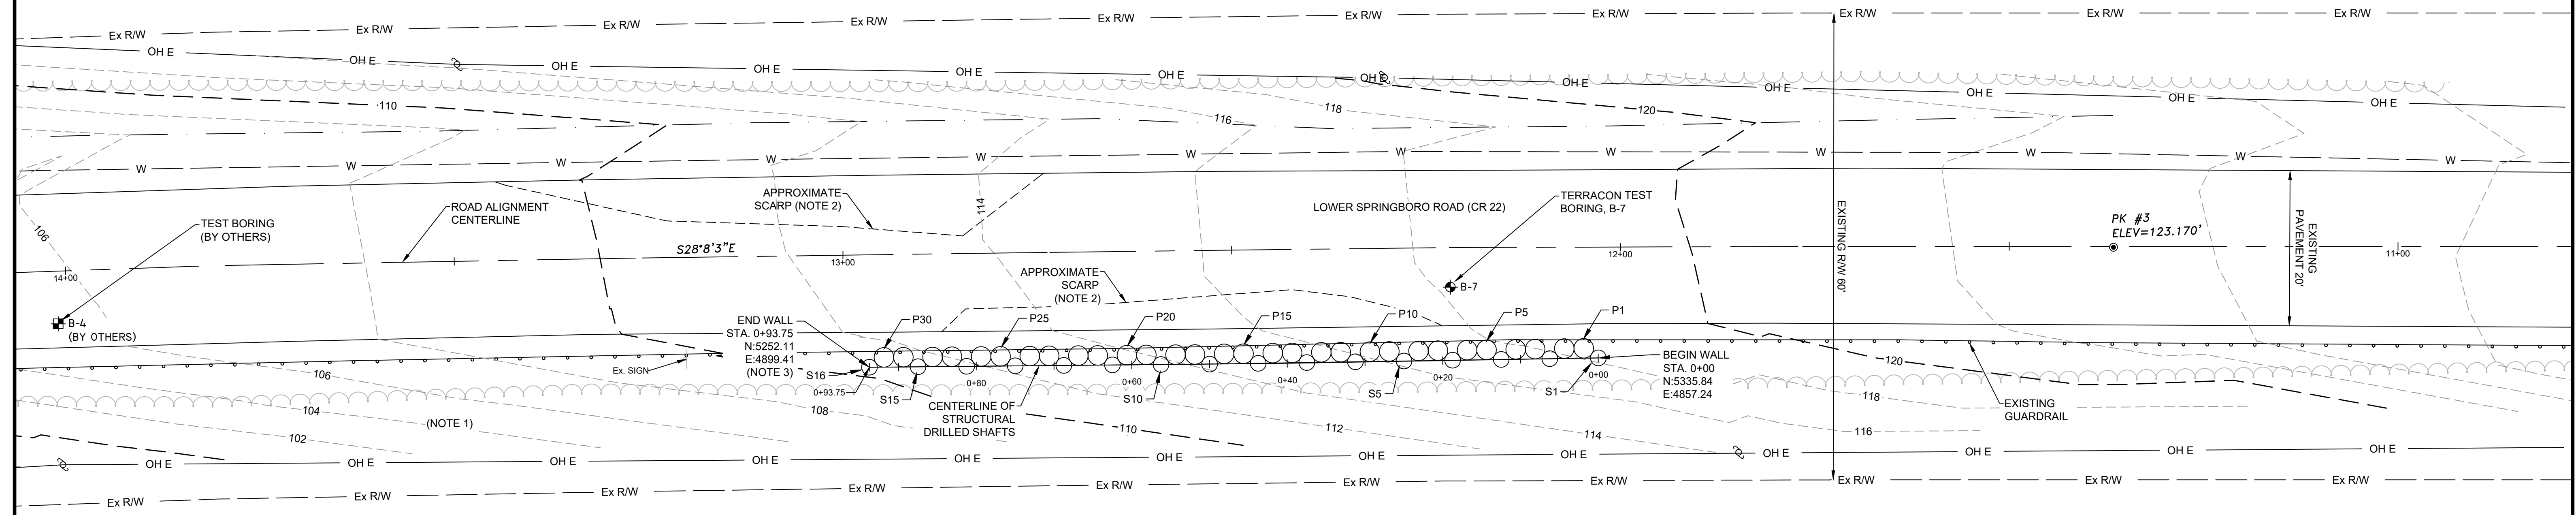 Ex R/W Ex R/W Ex R/W Ex R/W Ex R/W Ex R/W Ex R/W Ex R/W Ex R/W Ex R/W
OH E OH E OH E OH E OH E OH E OH E OH E OH E OH E OH E OH E
110
116
118
120
W W W W W W W W W W W W
APPROXIMATE
SCARP (NOTE 2)
114
ROAD ALIGNMENT
CENTERLINE
TEST BORING
(BY OTHERS)
106
LOWER SPRINGBORO ROAD (CR 22)
TERRACON TEST
BORING, B-7
EXISTING R/W 60'
PK #3
ELEV=123.170'
EXISTING
PAVEMENT 20'
S28°8'3"E
14+00
13+00
12+00
11+00
APPROXIMATE
SCARP
(NOTE 2)
B-7
B-4
(BY OTHERS)
END WALL
STA. 0+93.75
N:5252.11
E:4899.41
(NOTE 3)
P30
P25
P20
P15
P10
P5
P1
BEGIN WALL
STA. 0+00
N:5335.84
E:4857.24
Ex. SIGN
S16
0+93.75
S15
0+80
0+60
S10
0+40
0+20
S5
0+00
S1
120
118
116
EXISTING
GUARDRAIL
106
104
102
(NOTE 1)
108
CENTERLINE OF
STRUCTURAL
DRILLED SHAFTS
110
112
114
OH E OH E OH E OH E OH E OH E OH E OH E OH E OH E OH E OH E
Ex R/W Ex R/W Ex R/W Ex R/W Ex R/W Ex R/W Ex R/W Ex R/W Ex R/W Ex R/W